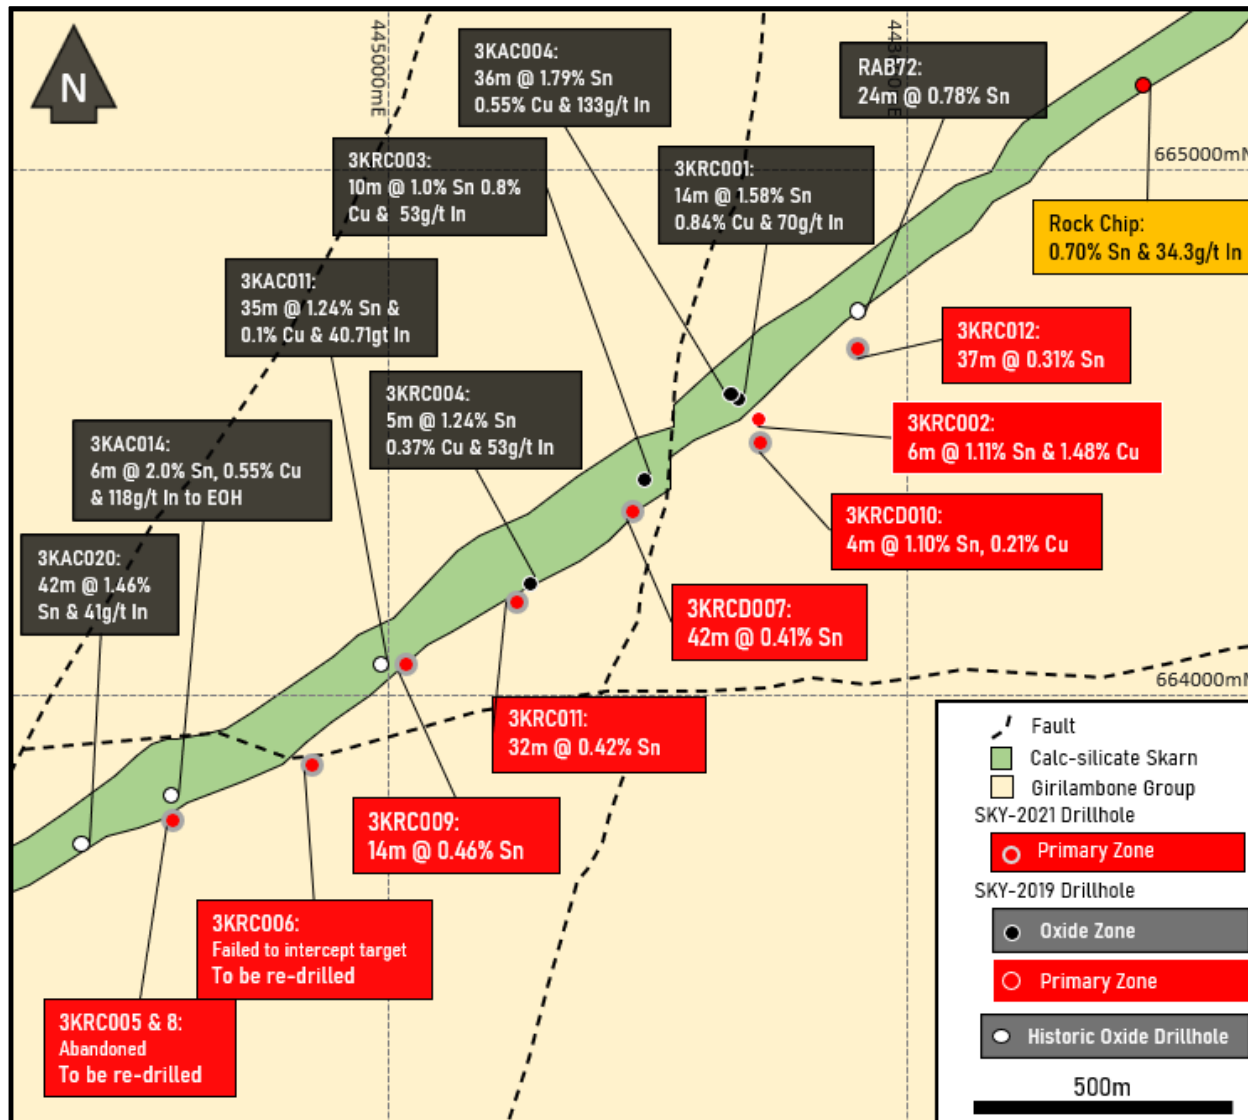 N
445000mE
3KAC004:
36m @ 1.79% Sn
0.55% Cu & 133g/t In
RAB72:
24m @ 0.78% Sn
3KRC003:
10m @ 1.0% Sn 0.8%
Cu & 53g/t In
3KRC001:
14m @ 1.58% Sn
0.84% Cu & 70g/t In
665000mN
Rock Chip:
0.70% Sn & 34.3g/t In
3KAC011:
35m @ 1.24% Sn &
0.1% Cu & 40.71gt In
3KRC012:
37m @ 0.31% Sn
3KRC004:
5m @ 1.24% Sn
0.37% Cu & 53g/t In
3KRC002:
6m @ 1.11% Sn & 1.48% Cu
3KAC014:
6m @ 2.0% Sn, 0.55% Cu
& 118g/t In to EOH
3KRCD010:
4m @ 1.10% Sn, 0.21% Cu
3KAC020:
42m @ 1.46%
Sn & 41g/t In
3KRCD007:
42m @ 0.41% Sn
664000mN
3KRC011:
32m @ 0.42% Sn
3KRC009:
14m @ 0.46% Sn
3KRC006:
Failed to intercept target
To be re-drilled
3KRC005 & 8:
Abandoned
To be re-drilled
Fault
Calc-silicate Skarn
Girilambone Group
SKY-2021 Drillhole
Primary Zone
SKY-2019 Drillhole
Oxide Zone
Primary Zone
Historic Oxide Drillhole
500m